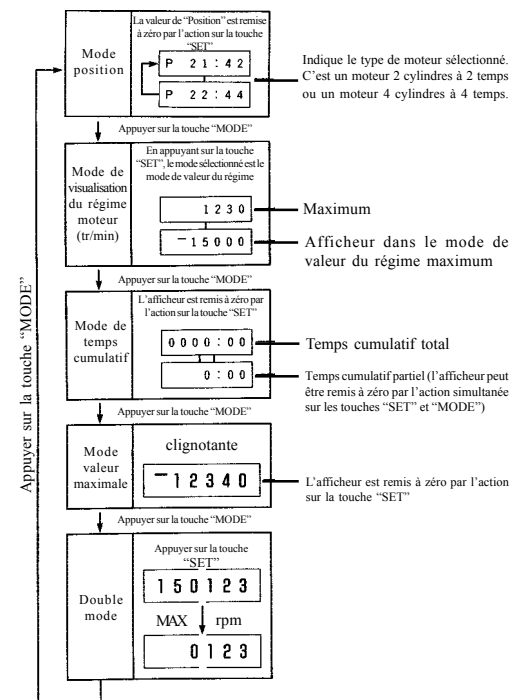 Mode
position
La valeur de “Position” est remise
à zéro par l’action sur la touche
“SET”
P 21:42
P 22:44
Indique le type de moteur sélectionné.
C’est un moteur 2 cylindres à 2 temps
ou un moteur 4 cylindres à 4 temps.
Appuyer sur la touche “MODE”
Mode de
visualisation
du régime
moteur
(tr/min)
En appuyant sur la touche
“SET”, le mode sélectionné est le
mode de valeur du régime
1230
¯15000
Maximum
Afficheur dans le mode de
valeur du régime maximum
Appuyer sur la touche “MODE”
Mode de
temps
cumulatif
L’afficheur est remis à zéro par
l’action sur la touche “SET”
0000:00
0:00
Temps cumulatif total
Temps cumulatif partiel (l’afficheur peut
être remis à zéro par l’action simultanée
sur les touches “SET” et “MODE”)
Appuyer sur la touche “MODE”
Mode
valeur
maximale
clignotante
¯12340
L’afficheur est remis à zéro par l’action
sur la touche “SET”
Appuyer sur la touche “MODE”
Double
mode
Appuyer sur la touche
“SET”
150123
MAX rpm
0123
Appuyer sur la touche “MODE”